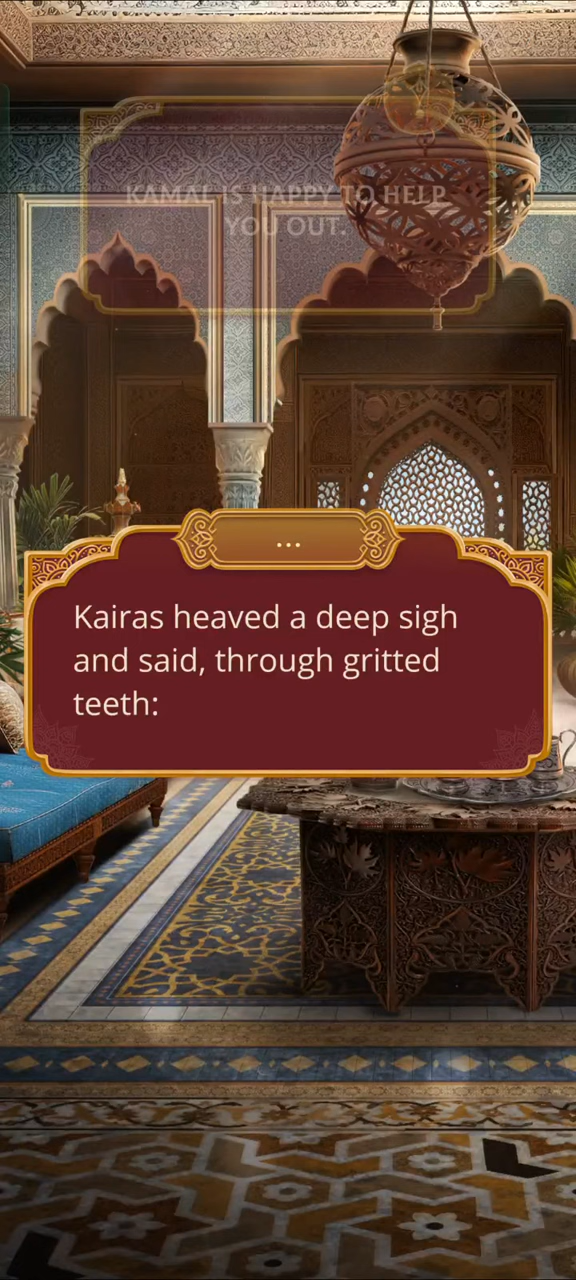 KAMAL IS HAPPY TO HELP
YOU OUT.
...
Kairas heaved a deep sigh
and said, through gritted
teeth: